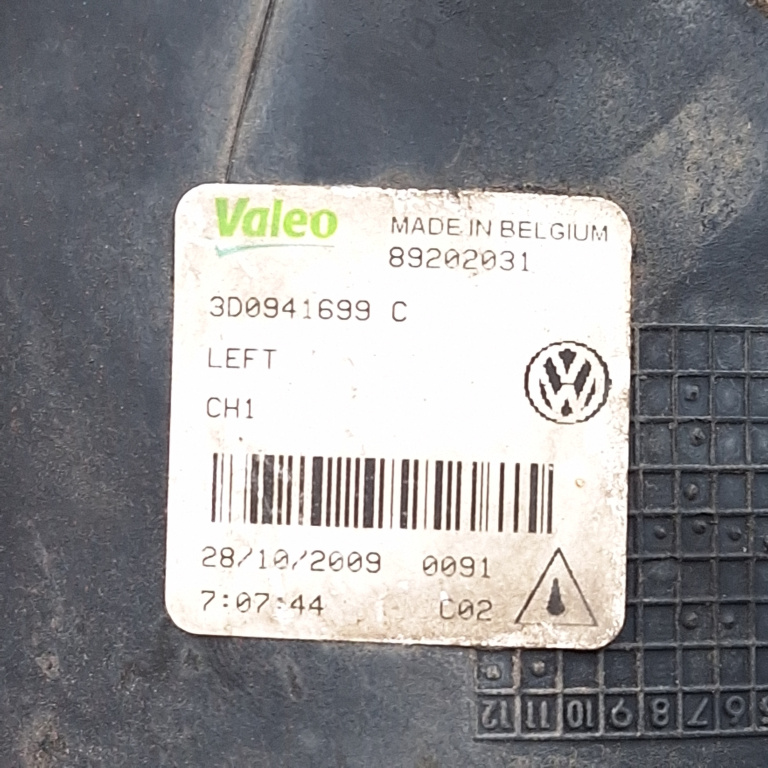 Valeo
MADE IN BELGIUM
89202031
3D0941699 C
LEFT
CH1
28/10/2009 0091
7:07:44 C02
12 11 10 9 8 7 6 5